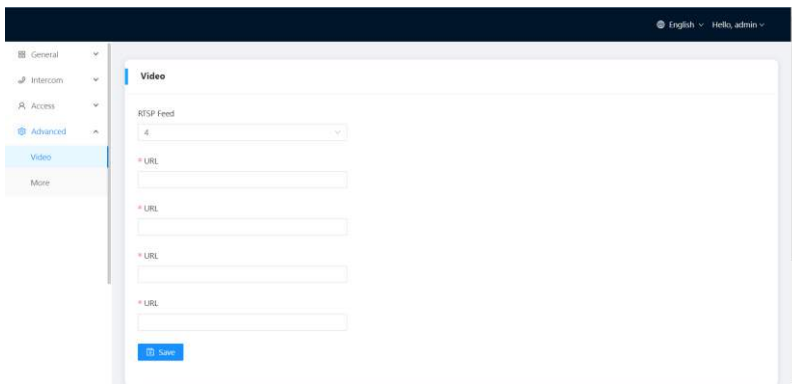 English Hello, admin
General
Intercom
Access
Advanced
Video
More
Video
RTSP Feed
4
* URL
* URL
* URL
* URL
Save